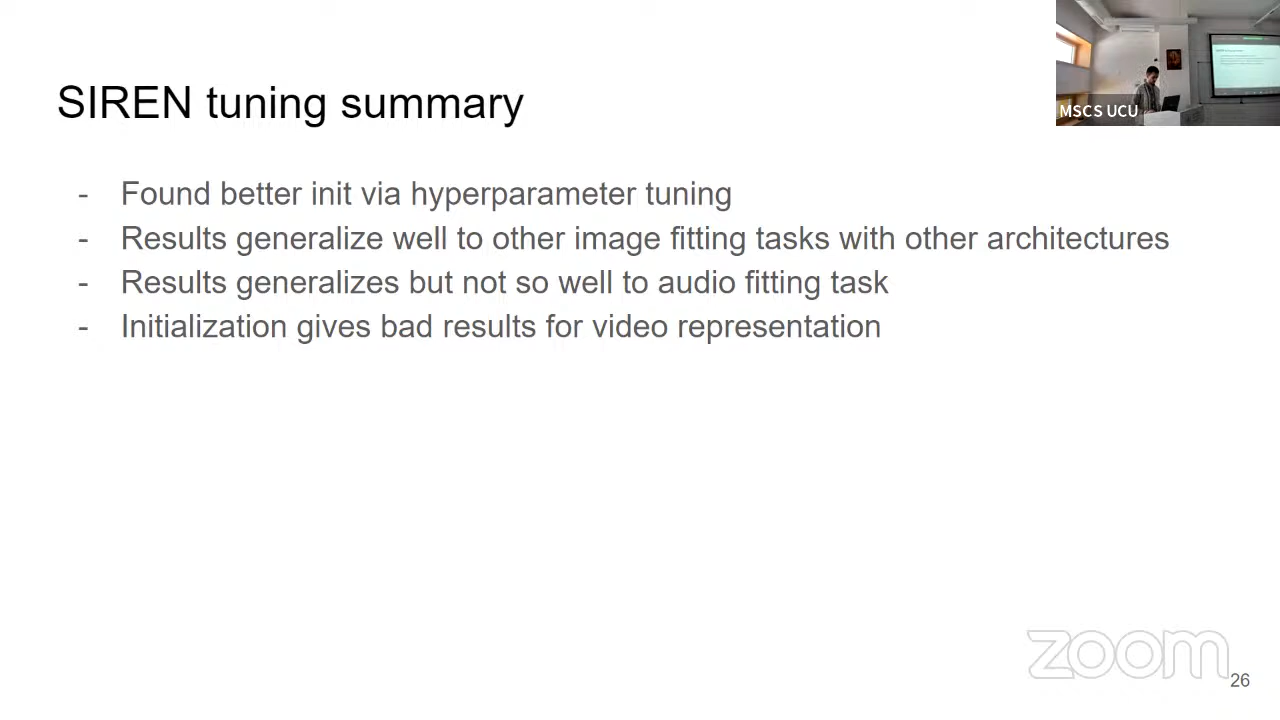 MSCS UCU
SIREN tuning summary
- Found better init via hyperparameter tuning
- Results generalize well to other image fitting tasks with other architectures
- Results generalizes but not so well to audio fitting task
- Initialization gives bad results for video representation
zoom
26